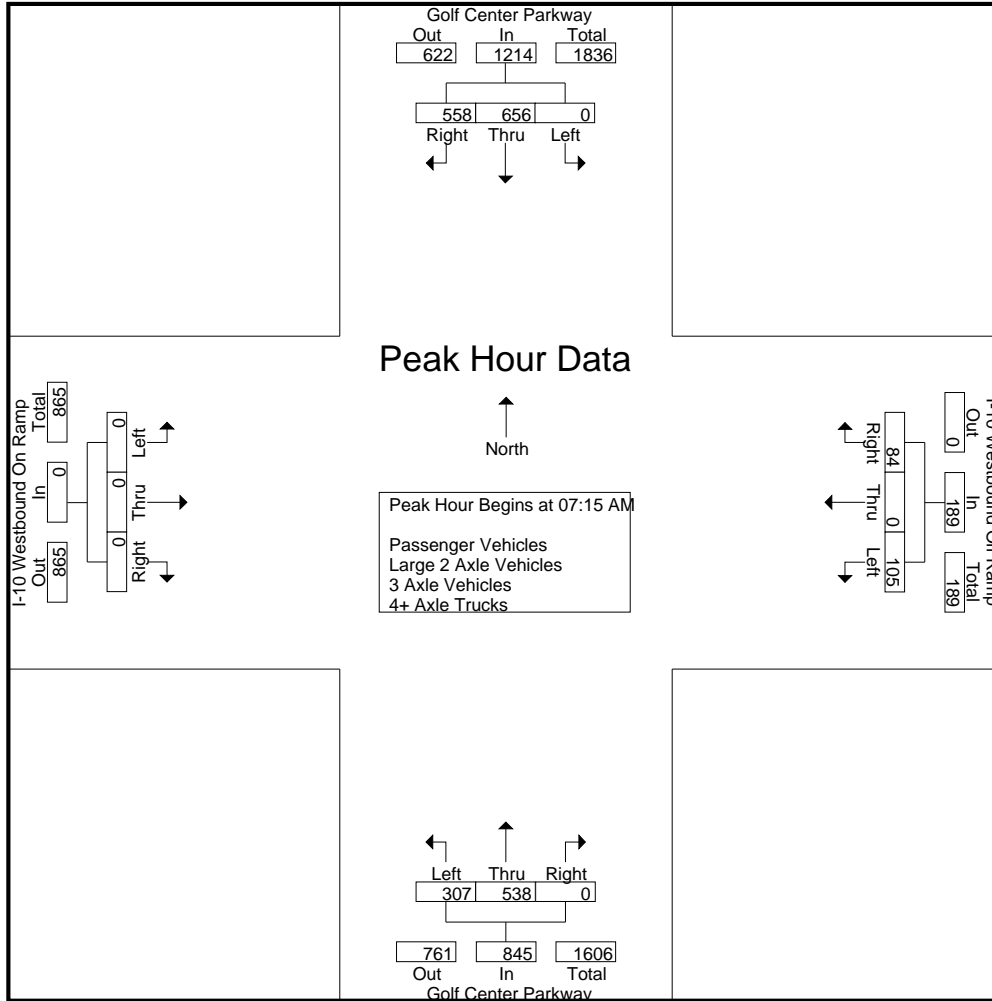 Golf Center Parkway
Out In Total
622 1214 1836
558 656 0
Right Thru Left
Peak Hour Data
North
Peak Hour Begins at 07:15 AM
Passenger Vehicles
Large 2 Axle Vehicles
3 Axle Vehicles
4+ Axle Trucks
I-10 Westbound On Ramp
Out In Total
865 0 865
Right Thru Left
0 0 0
I-10 Westbound Off Ramp
Out In Total
0 189 189
Right Thru Left
84 0 105
Left Thru Right
307 538 0
761 845 1606
Out In Total
Golf Center Parkway